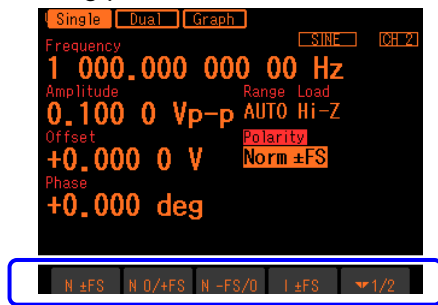 Single Dual Graph
SINE CH 2
Frequency
1 000.000 000 00 Hz
Amplitude Range Load
0.100 0 Vp-p AUTO Hi-Z
Offset Polarity
+0.000 0 V Norm ±FS
Phase
+0.000 deg
N ±FS N 0/+FS N -FS/0 I ±FS 1/2